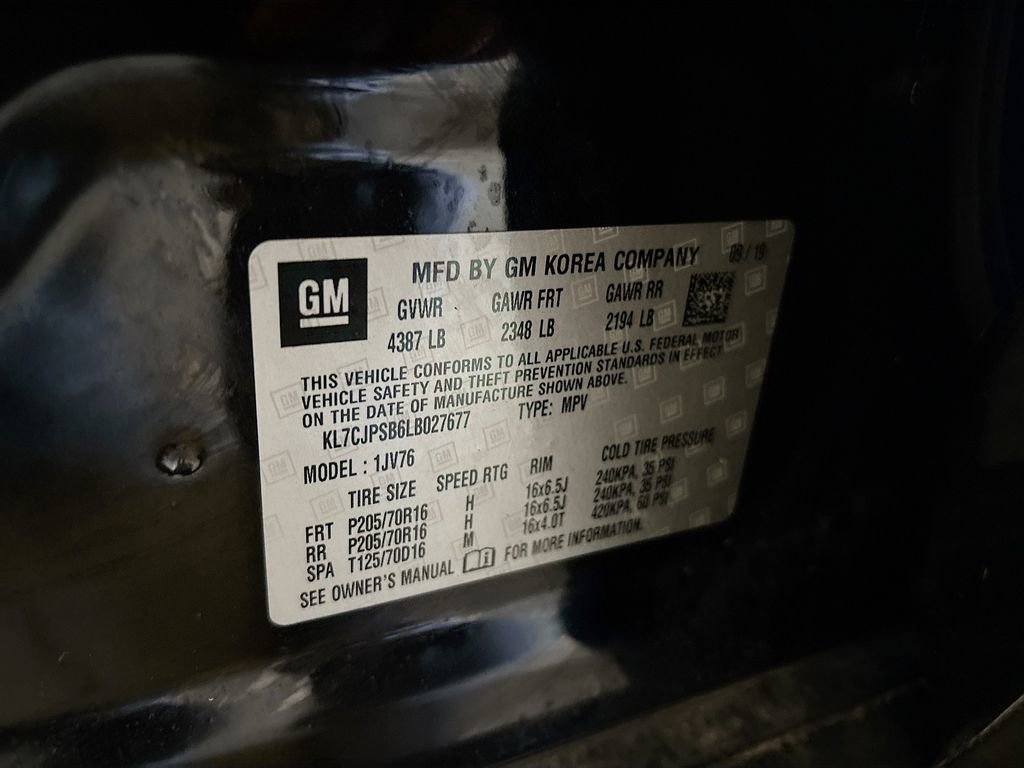 GM
MFD BY GM KOREA COMPANY 09/19
GVWR GAWR FRT GAWR RR
4387 LB 2348 LB 2194 LB
THIS VEHICLE CONFORMS TO ALL APPLICABLE U.S. FEDERAL MOTOR
VEHICLE SAFETY AND THEFT PREVENTION STANDARDS IN EFFECT
ON THE DATE OF MANUFACTURE SHOWN ABOVE.
KL7CJPSB6LB027677 TYPE: MPV
MODEL : 1JV76
TIRE SIZE SPEED RTG RIM COLD TIRE PRESSURE
FRT P205/70R16 H 16x6.5J 240KPA, 35 PSI
RR P205/70R16 H 16x6.5J 240KPA, 35 PSI
SPA T125/70D16 M 16x4.0T 420KPA, 60 PSI
SEE OWNER'S MANUAL FOR MORE INFORMATION.